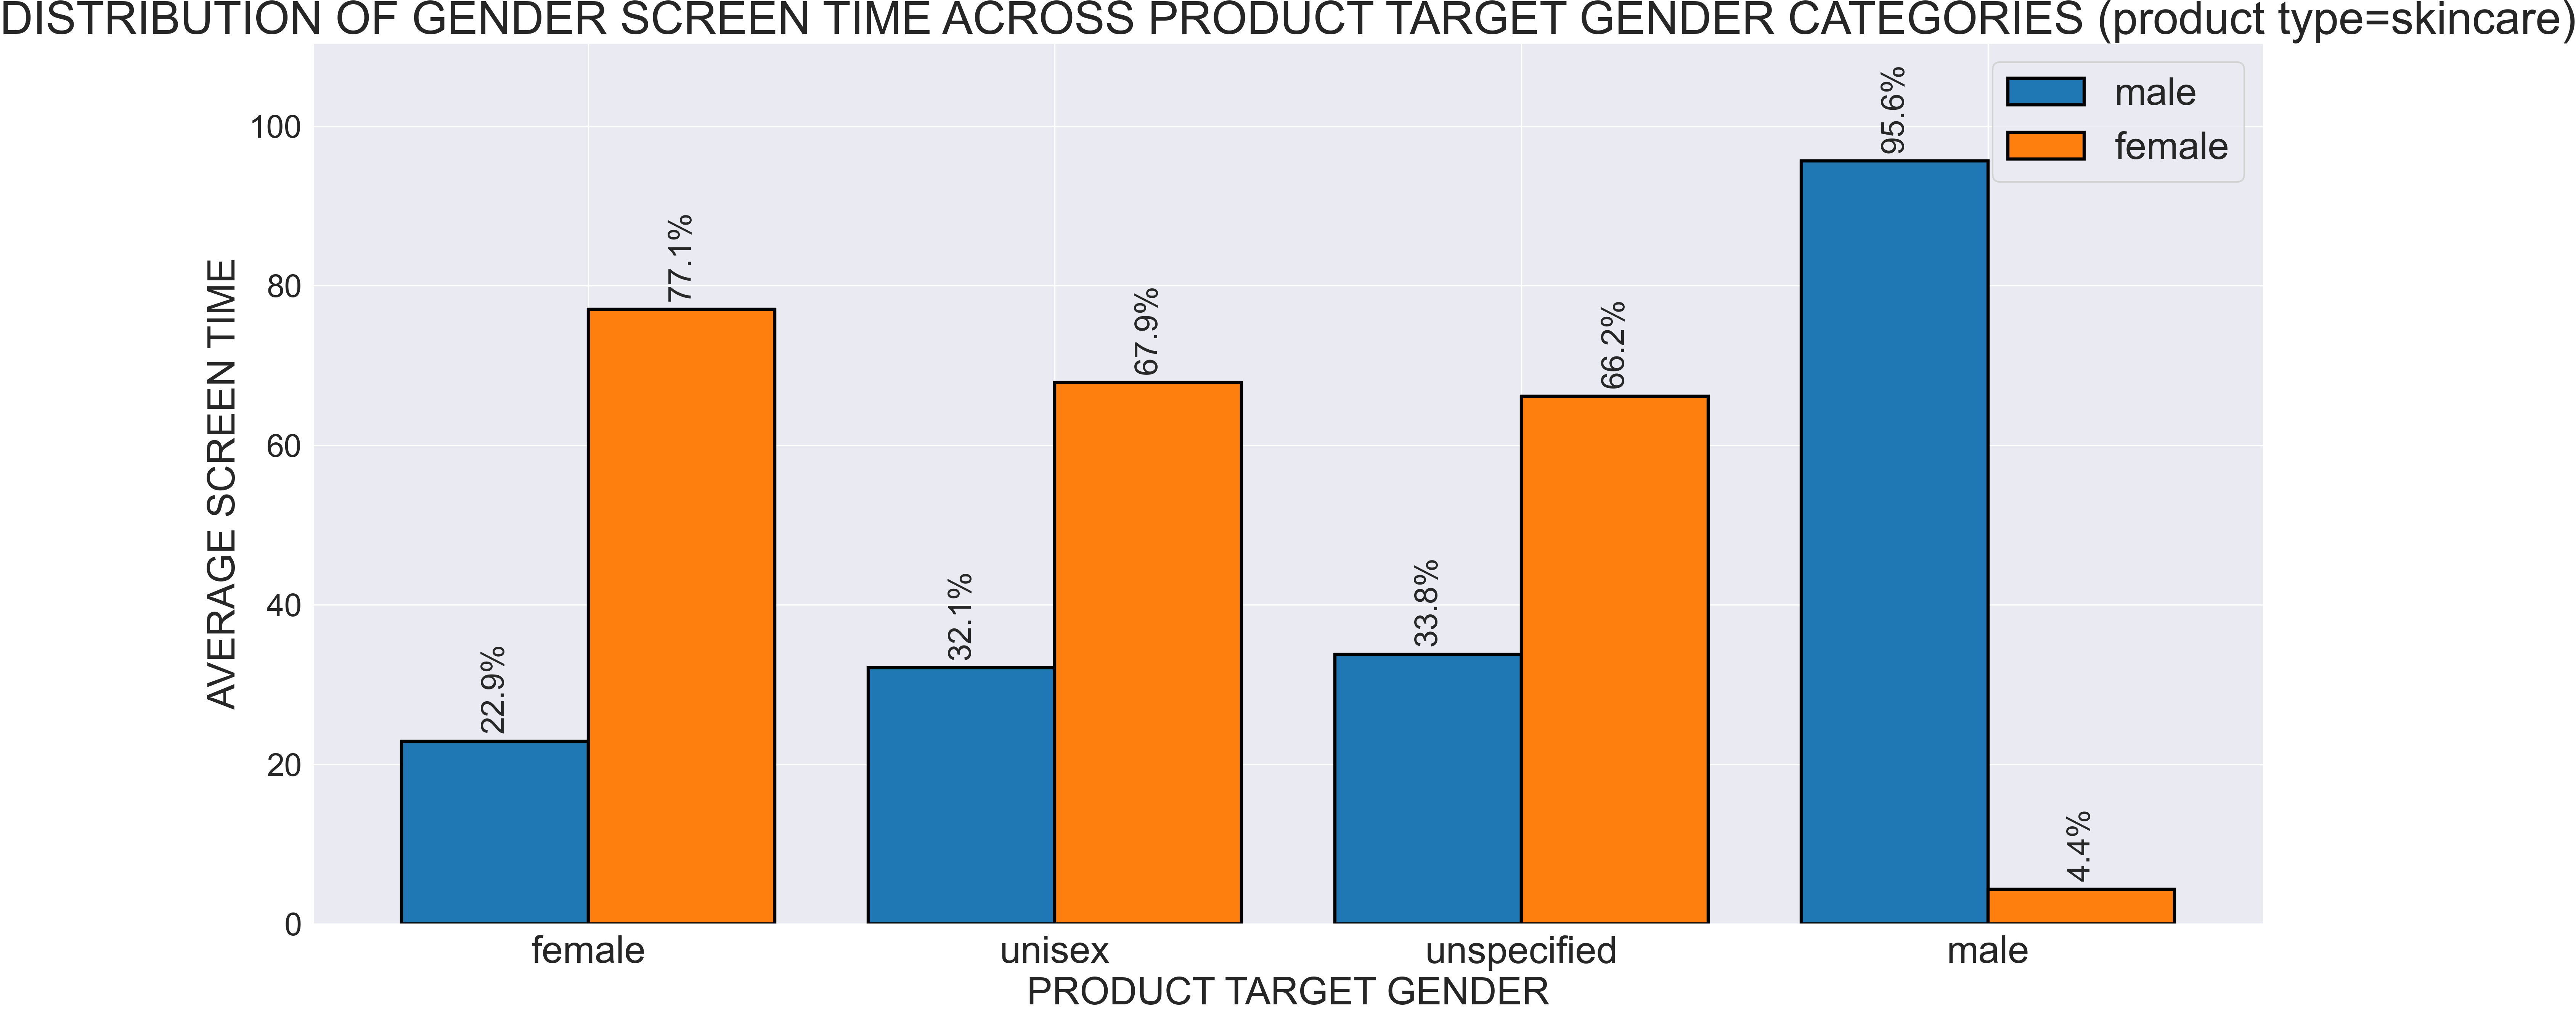 DISTRIBUTION OF GENDER SCREEN TIME ACROSS PRODUCT TARGET GENDER CATEGORIES (product type=skincare)
male
female
AVERAGE SCREEN TIME
100
80
60
40
20
0
22.9%
77.1%
32.1%
67.9%
33.8%
66.2%
95.6%
4.4%
female
unisex
unspecified
male
PRODUCT TARGET GENDER